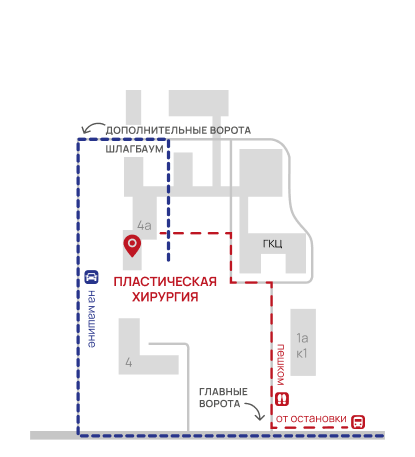 ДОПОЛНИТЕЛЬНЫЕ ВОРОТА
ШЛАГБАУМ
4а
ГКЦ
ПЛАСТИЧЕСКАЯ
ХИРУРГИЯ
на машине
1а
к1
4
пешком
ГЛАВНЫЕ
ВОРОТА
от остановки